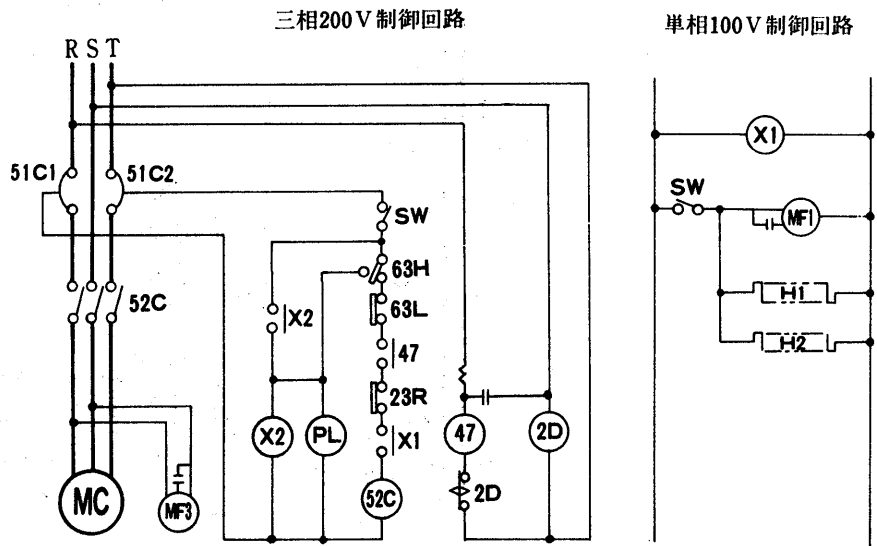 三相200V制御回路
単相100V制御回路
R S T
51C1
51C2
SW
63H
63L
X2
47
23R
X1
52C
X2
PL
52C
47
2D
2D
MC
MF3
X1
SW
MF1
H1
H2